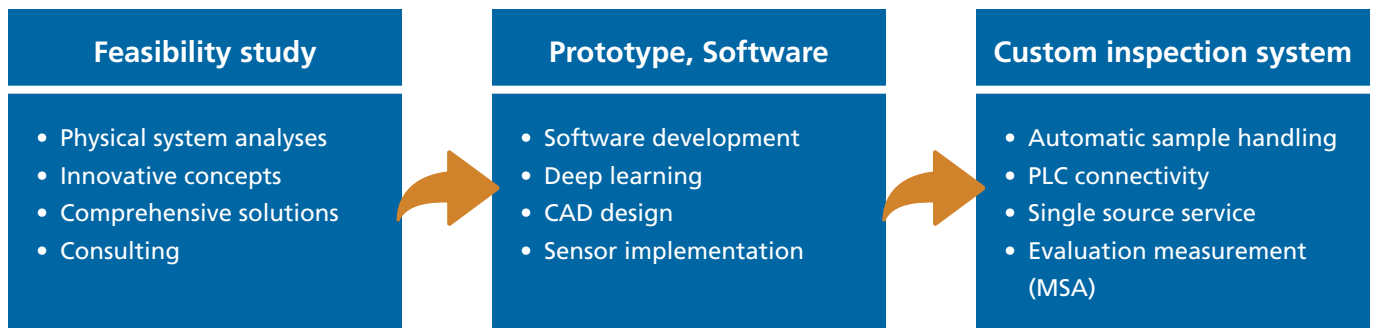 Feasibility study
• Physical system analyses
• Innovative concepts
• Comprehensive solutions
• Consulting
Prototype, Software
• Software development
• Deep learning
• CAD design
• Sensor implementation
Custom inspection system
• Automatic sample handling
• PLC connectivity
• Single source service
• Evaluation measurement
(MSA)